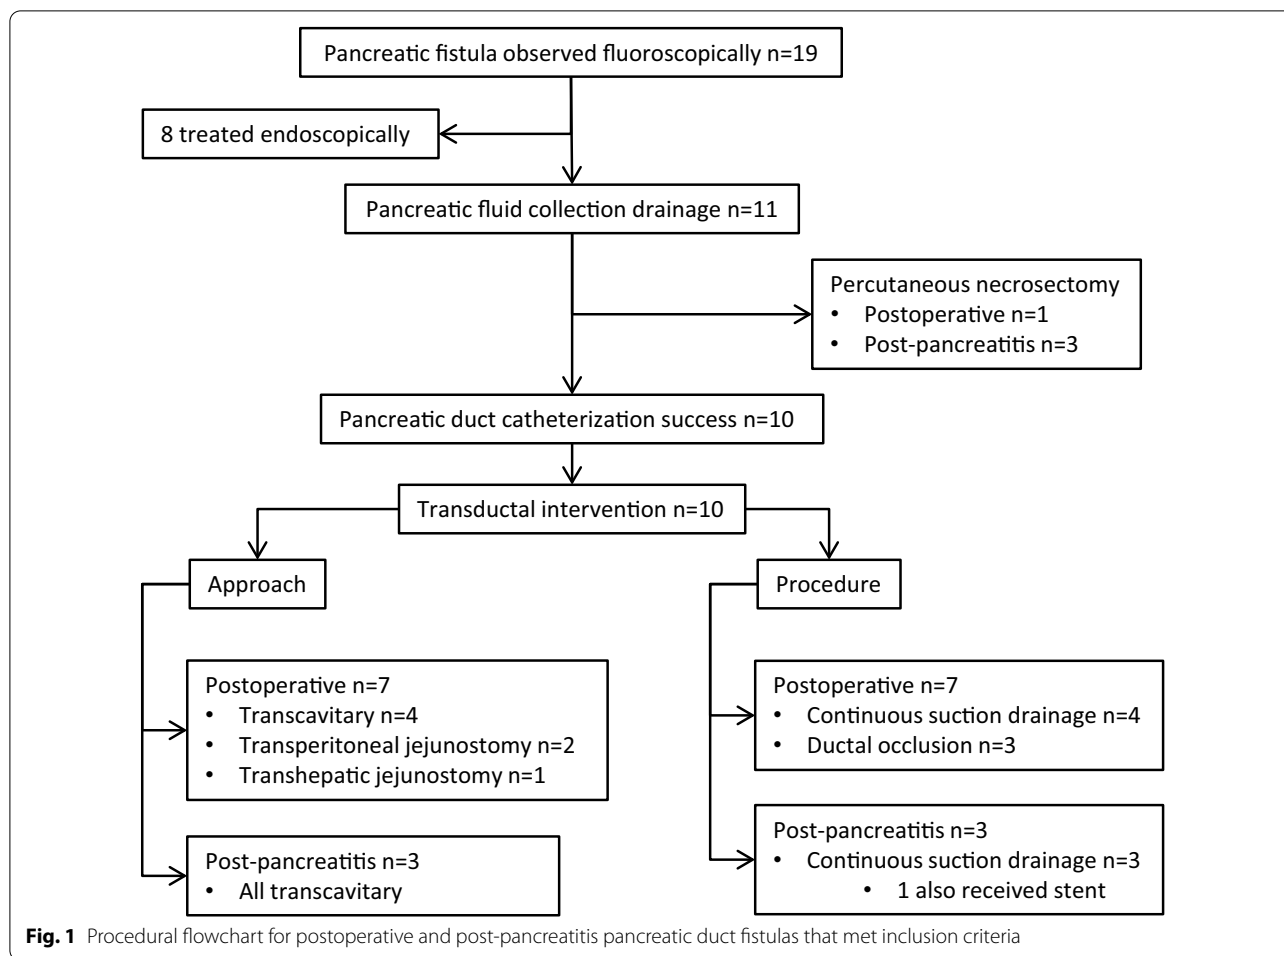 Pancreatic fistula observed fluoroscopically n=19
8 treated endoscopically
Pancreatic fluid collection drainage n=11
Percutaneous necrosectomy
• Postoperative n=1
• Post-pancreatitis n=3
Pancreatic duct catheterization success n=10
Transductal intervention n=10
Approach
Postoperative n=7
• Transcavitary n=4
• Transperitoneal jejunostomy n=2
• Transhepatic jejunostomy n=1
Post-pancreatitis n=3
• All transcavitary
Procedure
Postoperative n=7
• Continuous suction drainage n=4
• Ductal occlusion n=3
Post-pancreatitis n=3
• Continuous suction drainage n=3
• 1 also received stent
Fig. 1 Procedural flowchart for postoperative and post-pancreatitis pancreatic duct fistulas that met inclusion criteria